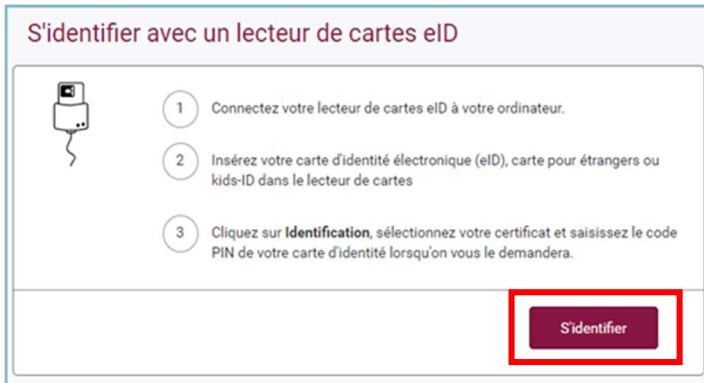 S'identifier avec un lecteur de cartes eID
1 Connectez votre lecteur de cartes eID à votre ordinateur.
2 Insérez votre carte d'identité électronique (eID), carte pour étrangers ou
kids-ID dans le lecteur de cartes
3 Cliquez sur Identification, sélectionnez votre certificat et saisissez le code
PIN de votre carte d'identité lorsqu'on vous le demandera.
S'identifier